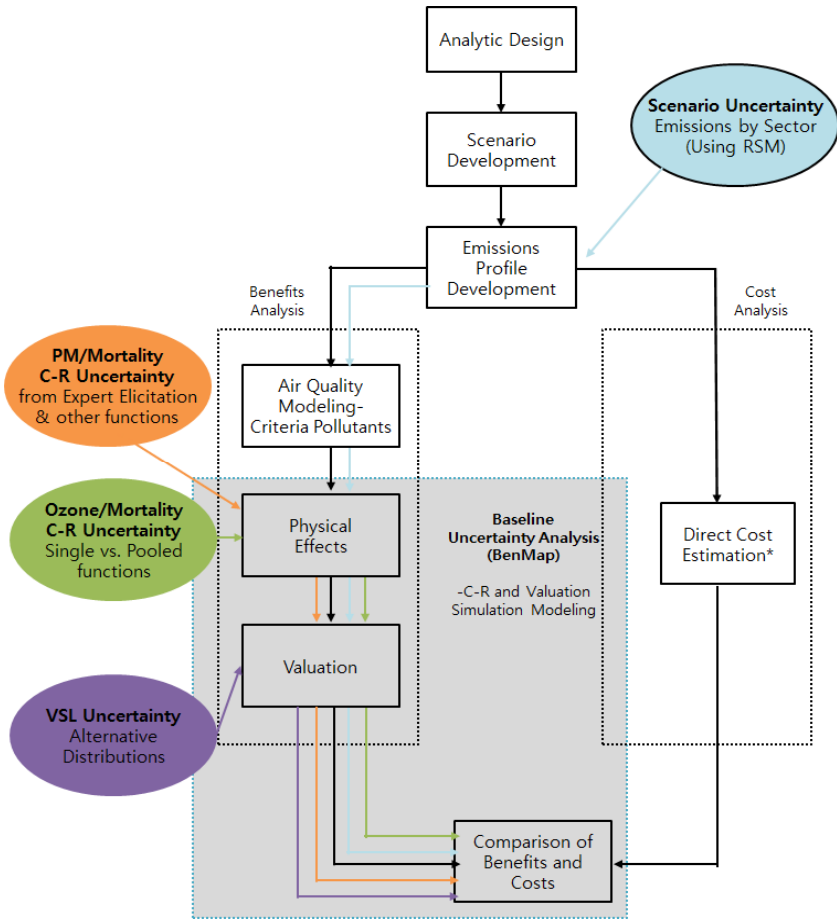 Analytic Design
Scenario Uncertainty
Emissions by Sector
(Using RSM)
Scenario
Development
Emissions
Profile
Development
Benefits
Analysis
Cost
Analysis
PM/Mortality
C-R Uncertainty
from Expert Elicitation
& other functions
Air Quality
Modeling-
Criteria Pollutants
Ozone/Mortality
C-R Uncertainty
Single vs. Pooled
functions
Physical
Effects
Baseline
Uncertainty Analysis
(BenMap)
-C-R and Valuation
Simulation Modeling
Direct Cost
Estimation*
Valuation
VSL Uncertainty
Alternative
Distributions
Comparison of
Benefits and
Costs